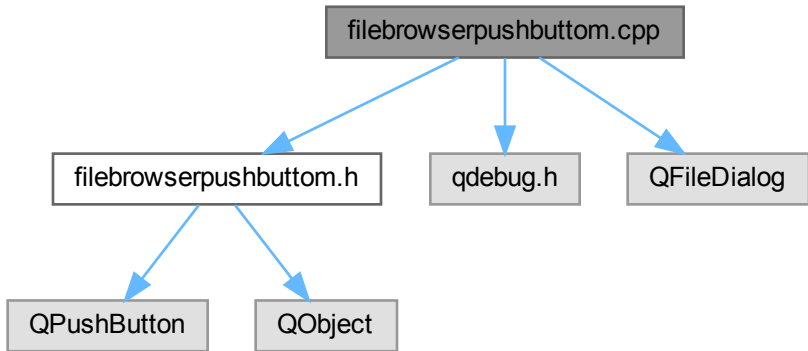 filebrowserpushbuttom.cpp
filebrowserpushbuttom.h
qdebug.h
QFileDialog
QPushButton
QObject